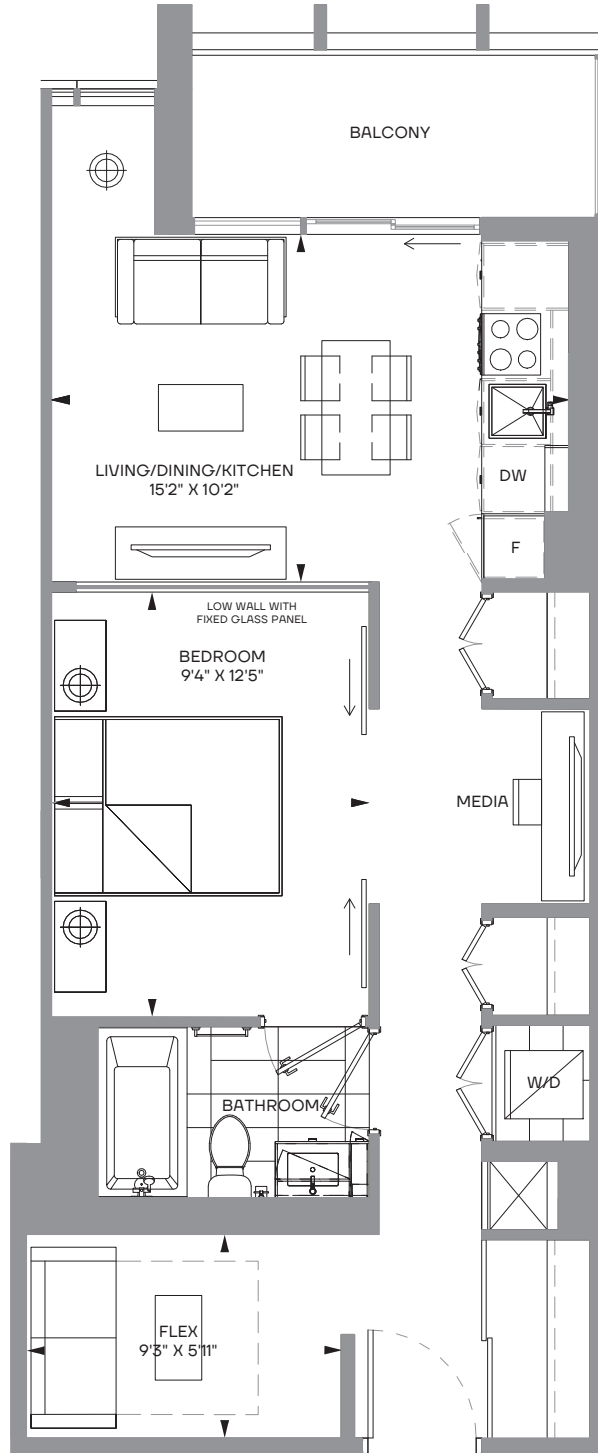 BALCONY
LIVING/DINING/KITCHEN
15'2" X 10'2"
DW
F
LOW WALL WITH
FIXED GLASS PANEL
BEDROOM
9'4" X 12'5"
MEDIA
W/D
BATHROOM
FLEX
9'3" X 5'11"